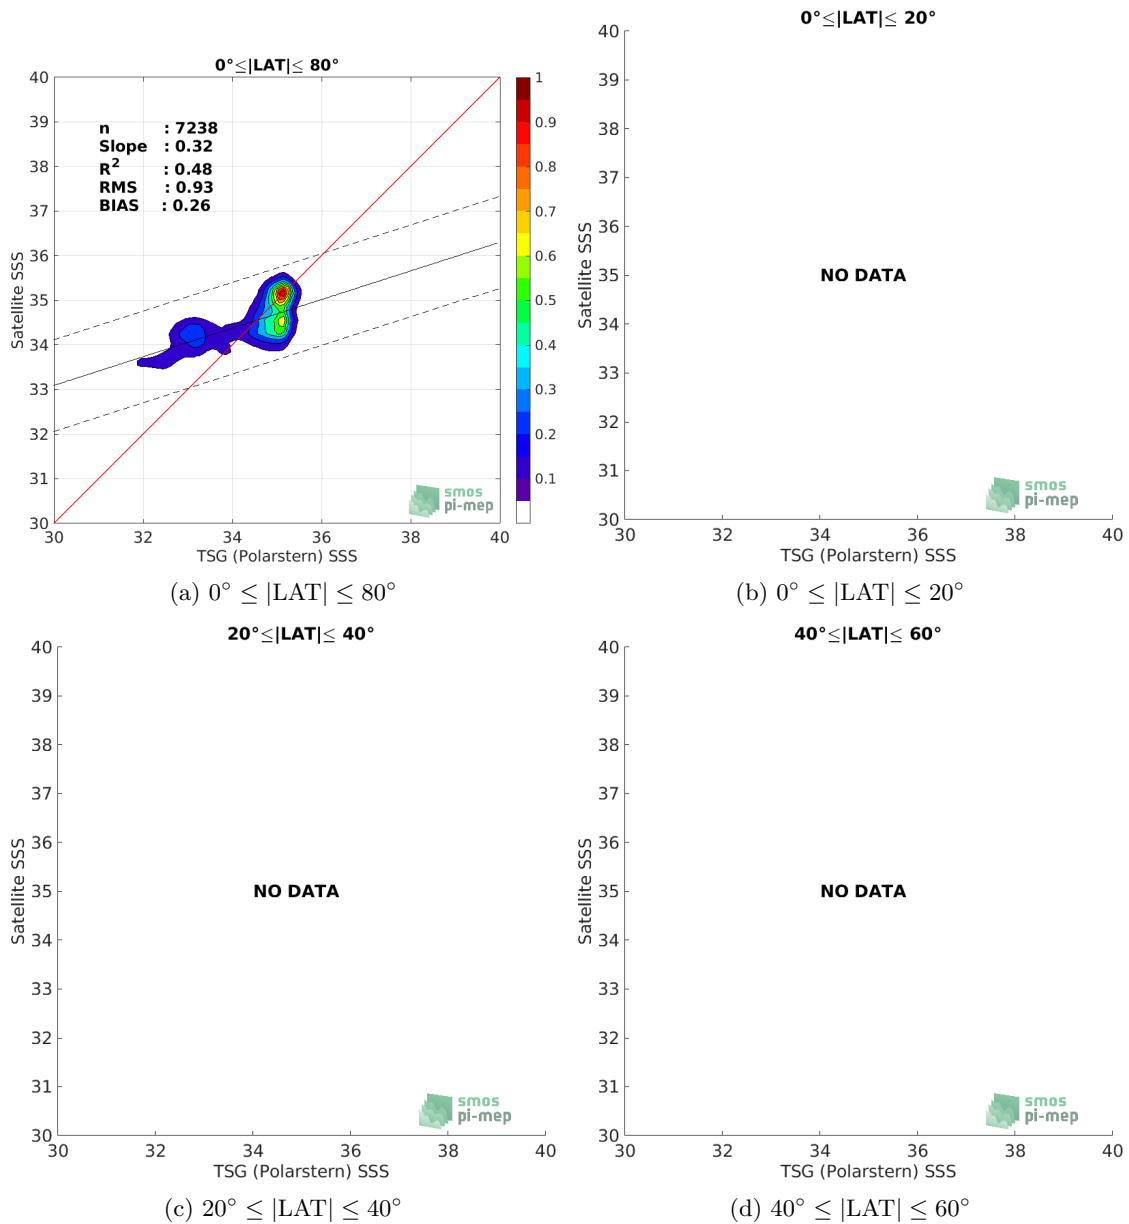 0°≤|LAT|≤ 80°
40
39
38
37
36
35
34
33
32
31
30
30 32 34 36 38 40
Satellite SSS
TSG (Polarstern) SSS
n : 7238
Slope : 0.32
R² : 0.48
RMS : 0.93
BIAS : 0.26
1
0.9
0.8
0.7
0.6
0.5
0.4
0.3
0.2
0.1
smos
pi-mep
(a) 0° ≤ |LAT| ≤ 80°
0°≤|LAT|≤ 20°
40
39
38
37
36
35
34
33
32
31
30
30 32 34 36 38 40
Satellite SSS
TSG (Polarstern) SSS
NO DATA
smos
pi-mep
(b) 0° ≤ |LAT| ≤ 20°
20°≤|LAT|≤ 40°
40
39
38
37
36
35
34
33
32
31
30
30 32 34 36 38 40
Satellite SSS
TSG (Polarstern) SSS
NO DATA
smos
pi-mep
(c) 20° ≤ |LAT| ≤ 40°
40°≤|LAT|≤ 60°
40
39
38
37
36
35
34
33
32
31
30
30 32 34 36 38 40
Satellite SSS
TSG (Polarstern) SSS
NO DATA
smos
pi-mep
(d) 40° ≤ |LAT| ≤ 60°